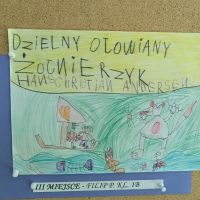 DZIELNY OŁOWIANY
ŻOŁNIERZYK
HANS CHRISTIAN ANDERSEN
III MIEJSCE - FILIP P. KL. 1B